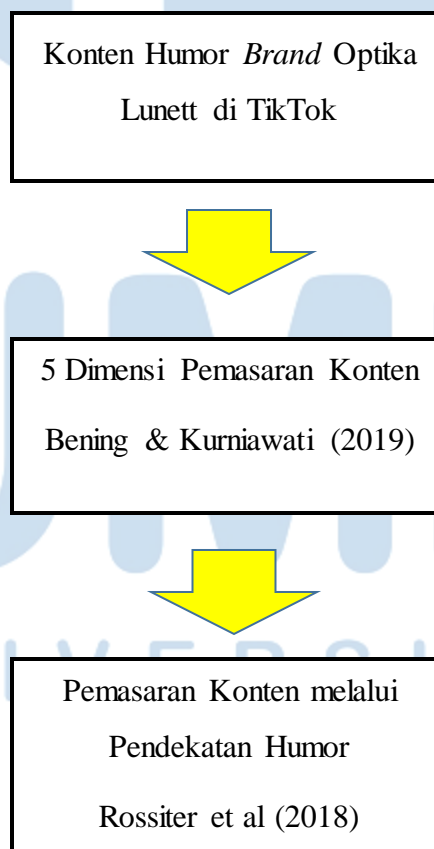 Konten Humor Brand Optika
Lunett di TikTok
5 Dimensi Pemasaran Konten
Bening & Kurniawati (2019)
Pemasaran Konten melalui
Pendekatan Humor
Rossiter et al (2018)